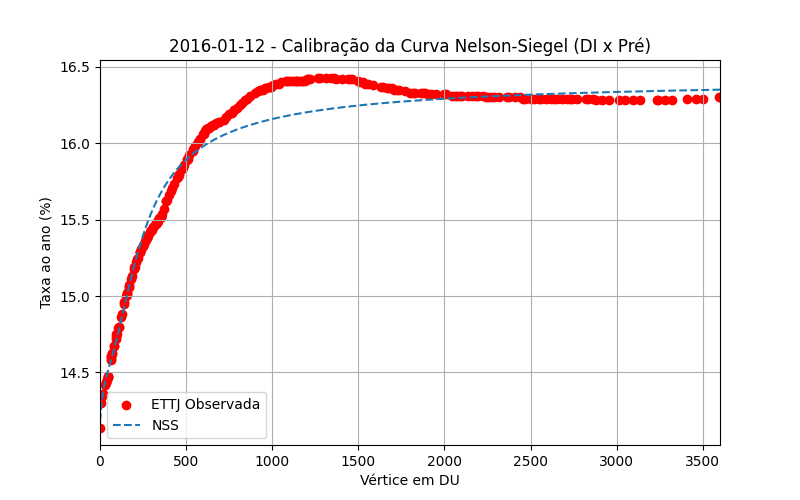 2016-01-12 - Calibração da Curva Nelson-Siegel (DI x Pré)
Taxa ao ano (%)
16.5
16.0
15.5
15.0
14.5
ETTJ Observada
NSS
0
500
1000
1500
2000
2500
3000
3500
Vértice em DU